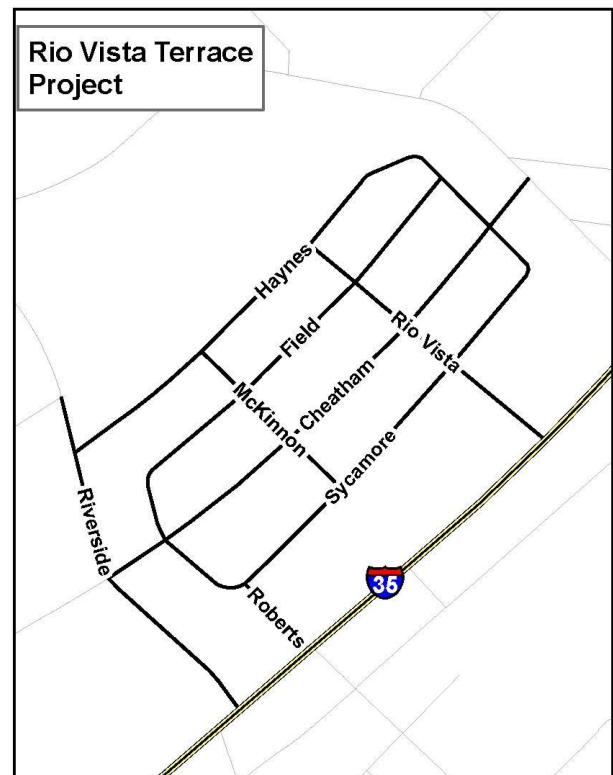 Rio Vista Terrace
Project
Haynes
Field
Rio Vista
McKinnon
Cheatham
Sycamore
Riverside
Roberts
35